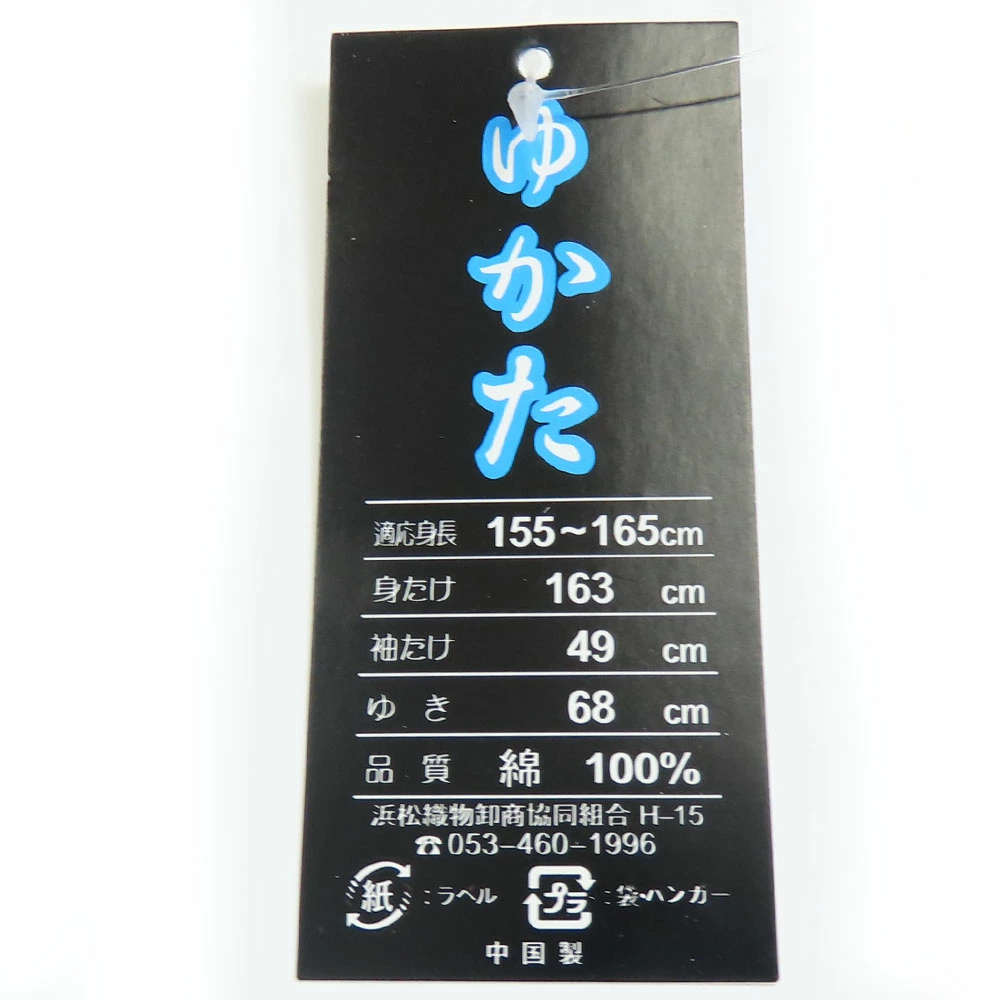 ゆかた
適応身長 155~165cm
身たけ 163 cm
袖たけ 49 cm
ゆき 68 cm
品質 綿 100%
浜松織物卸商協同組合 H-15
☎053-460-1996
紙:ラベル プラ:袋・ハンガー
中国製